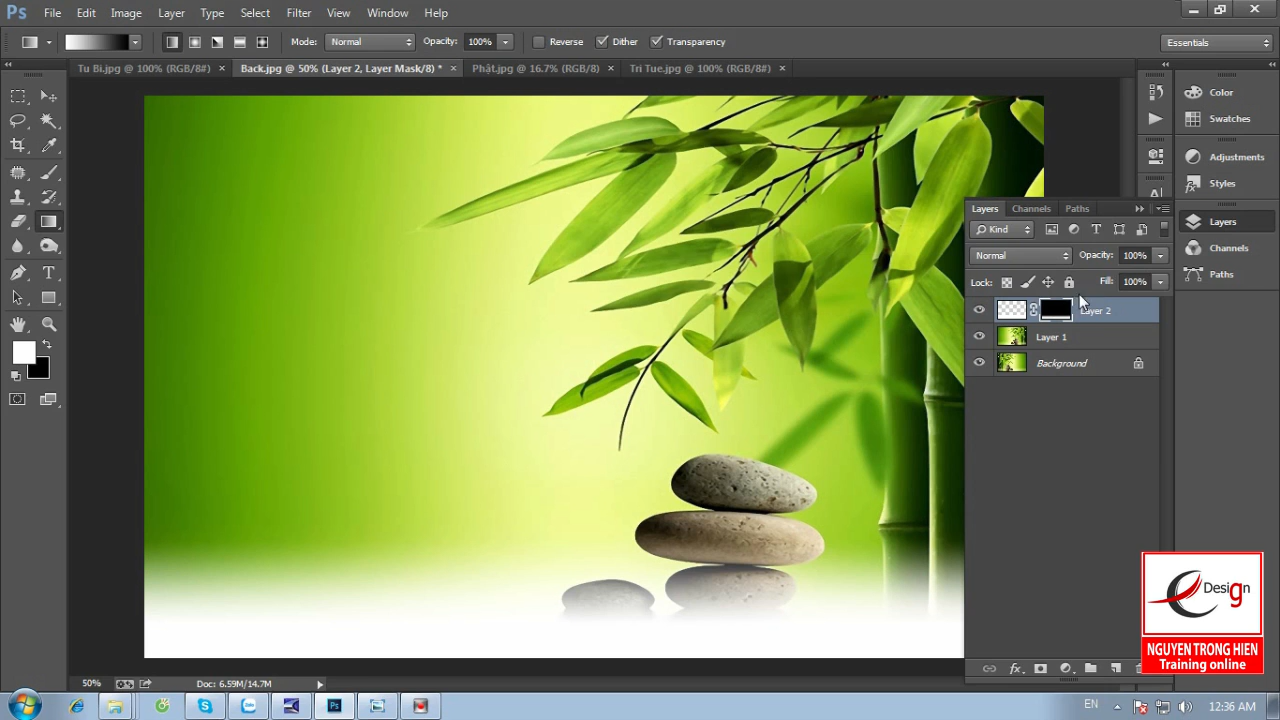 Ps File Edit Image Layer Type Select Filter View Window Help
Mode: Normal Opacity: 100% Reverse Dither Transparency Essentials
Tu Bi.jpg @ 100% (RGB/8#) × Back.jpg @ 50% (Layer 2, Layer Mask/8) * × Phật.jpg @ 16.7% (RGB/8) × Tri Tue.jpg @ 100% (RGB/8#) ×
Color
Swatches
Adjustments
Styles
Layers
Channels
Paths
Layers Channels Paths
Kind
Normal Opacity: 100%
Lock: Fill: 100%
Layer 2
Layer 1
Background
fx
Design
NGUYEN TRONG HIEN
Training online
50% Doc: 6.59M/14.7M
Ps EN 12:36 AM